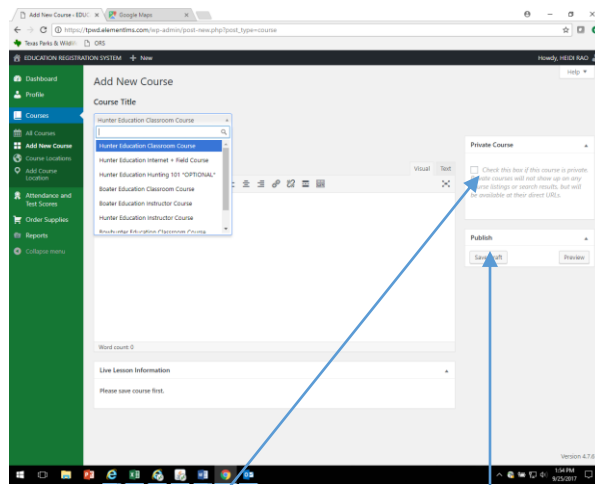 Add New Course ‹ EDUC
Google Maps
https://tpwd.elementlms.com/wp-admin/post-new.php?post_type=course
Texas Parks & Wildli
ORS
EDUCATION REGISTRATION SYSTEM + New
Howdy, HEIDI RAO
Help
Dashboard
Profile
Courses
All Courses
Add New Course
Course Locations
Add Course
Location
Attendance and
Test Scores
Order Supplies
Reports
Collapse menu
Add New Course
Course Title
Hunter Education Classroom Course
Hunter Education Classroom Course
Hunter Education Internet + Field Course
Hunter Education Hunting 101 *OPTIONAL*
Boater Education Classroom Course
Boater Education Instructor Course
Hunter Education Instructor Course
Bowhunter Education Classroom Course
Visual Text
Word count: 0
Live Lesson Information
Please save course first.
Private Course
Check this box if this course is private.
Private courses will not show up on any
course listings or search results, but will
be available at their direct URLs.
Publish
Save Draft
Preview
Version 4.7.6
1:54 PM
9/25/2017